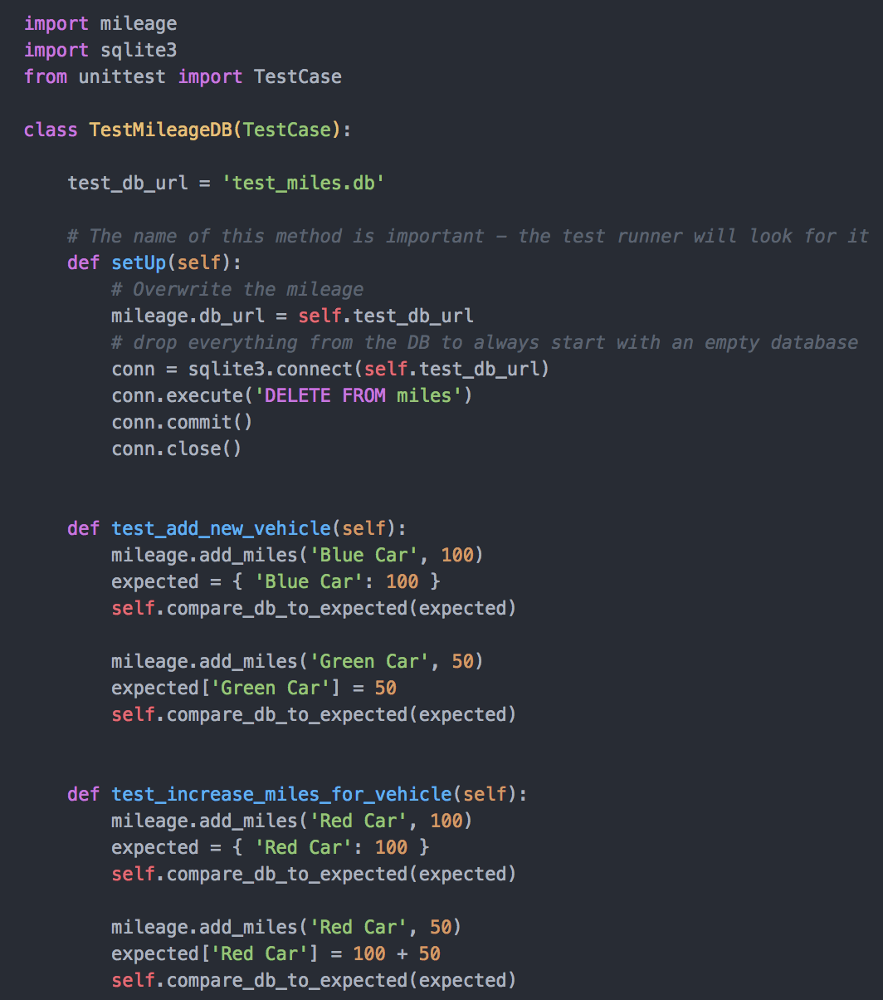 import mileage
import sqlite3
from unittest import TestCase

class TestMileageDB(TestCase):

    test_db_url = 'test_miles.db'

    # The name of this method is important – the test runner will look for it
    def setUp(self):
        # Overwrite the mileage
        mileage.db_url = self.test_db_url
        # drop everything from the DB to always start with an empty database
        conn = sqlite3.connect(self.test_db_url)
        conn.execute('DELETE FROM miles')
        conn.commit()
        conn.close()


    def test_add_new_vehicle(self):
        mileage.add_miles('Blue Car', 100)
        expected = { 'Blue Car': 100 }
        self.compare_db_to_expected(expected)

        mileage.add_miles('Green Car', 50)
        expected['Green Car'] = 50
        self.compare_db_to_expected(expected)


    def test_increase_miles_for_vehicle(self):
        mileage.add_miles('Red Car', 100)
        expected = { 'Red Car': 100 }
        self.compare_db_to_expected(expected)

        mileage.add_miles('Red Car', 50)
        expected['Red Car'] = 100 + 50
        self.compare_db_to_expected(expected)